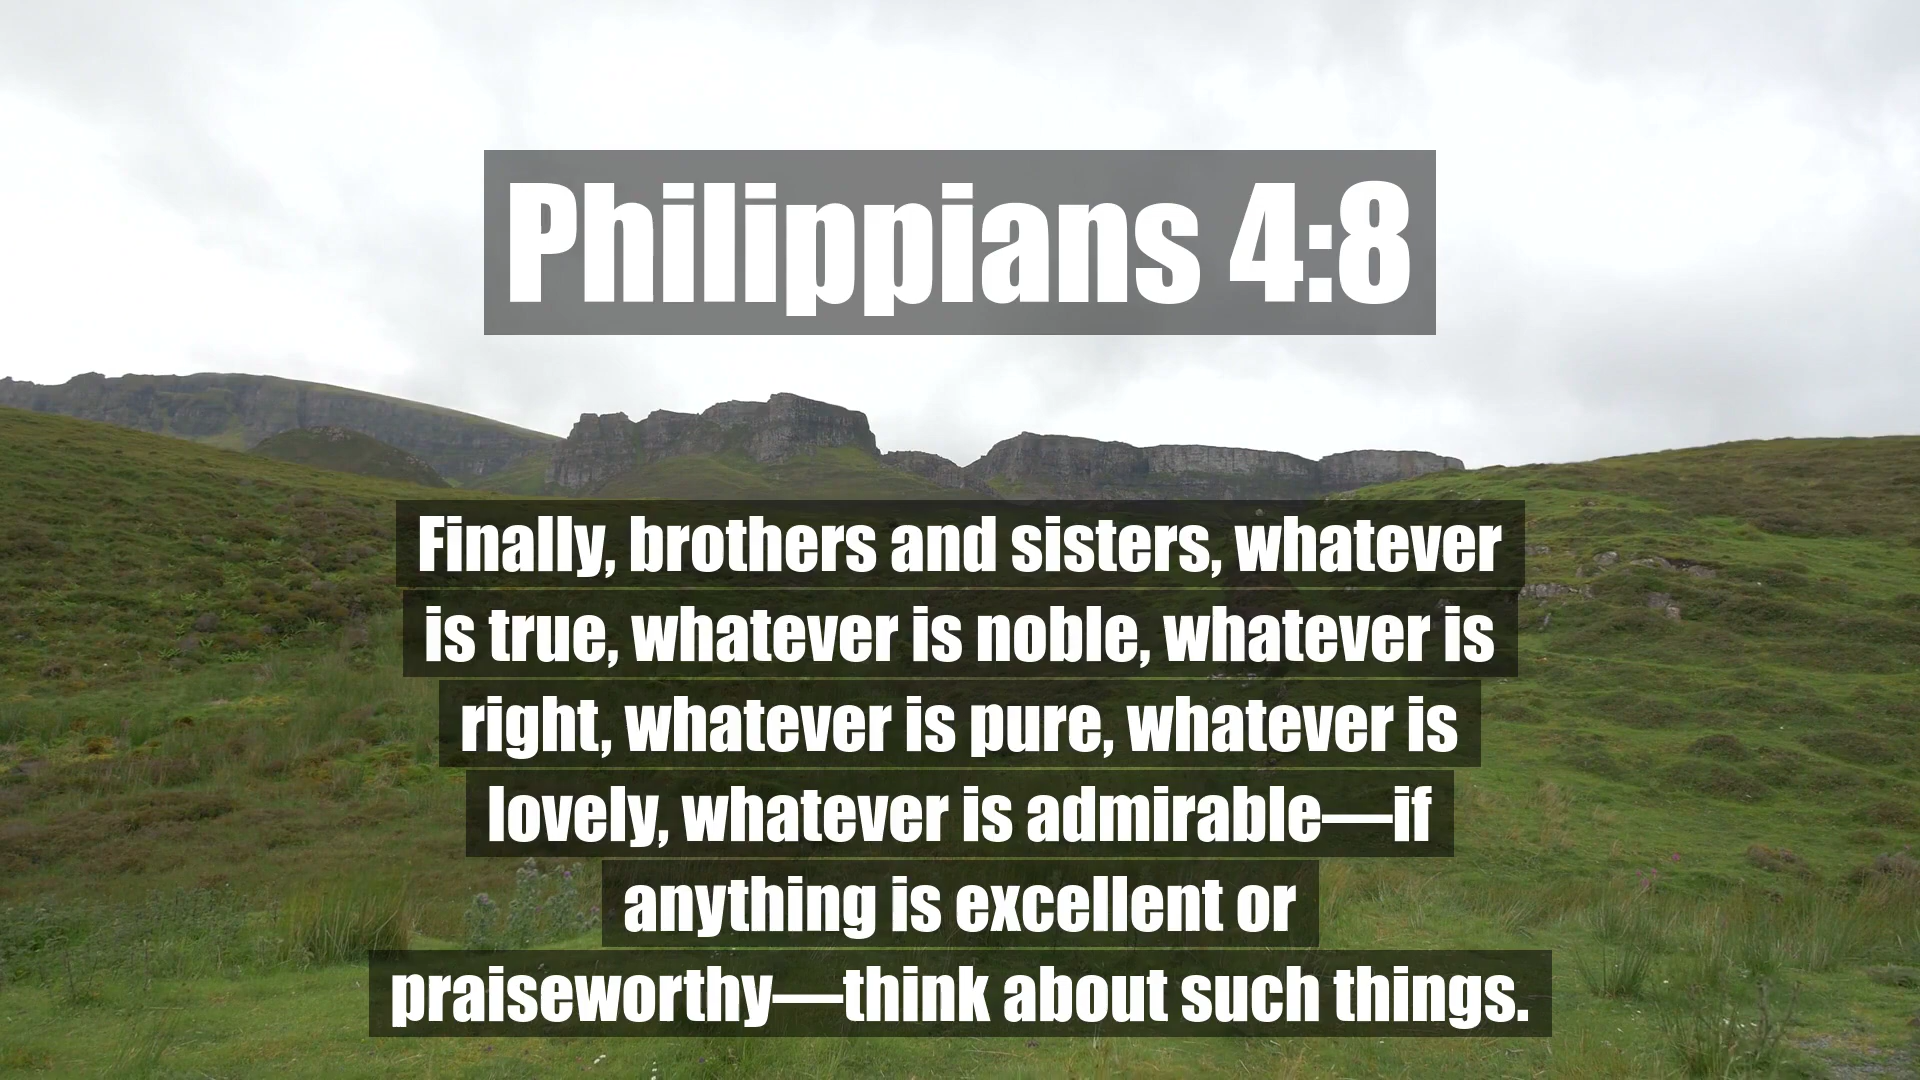 Philippians 4:8
Finally, brothers and sisters, whatever
is true, whatever is noble, whatever is
right, whatever is pure, whatever is
lovely, whatever is admirable—if
anything is excellent or
praiseworthy—think about such things.